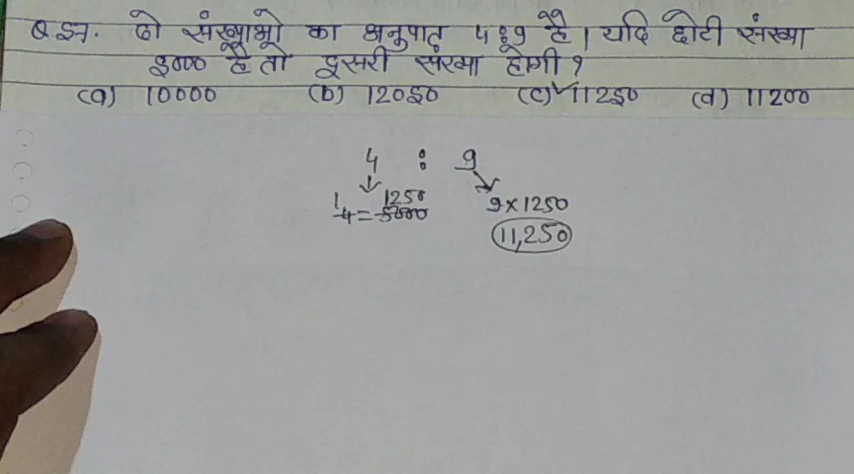 प्रश्न. दो संख्याओ का अनुपात 4 : 9 है। यदि छोटी संख्या
5000 है तो दूसरी संख्या होगी ?
(a) 10000 (b) 12050 (c) ✓11250 (d) 11200
4 : 9
1 1250 9 × 1250
4 = 5000
11,250